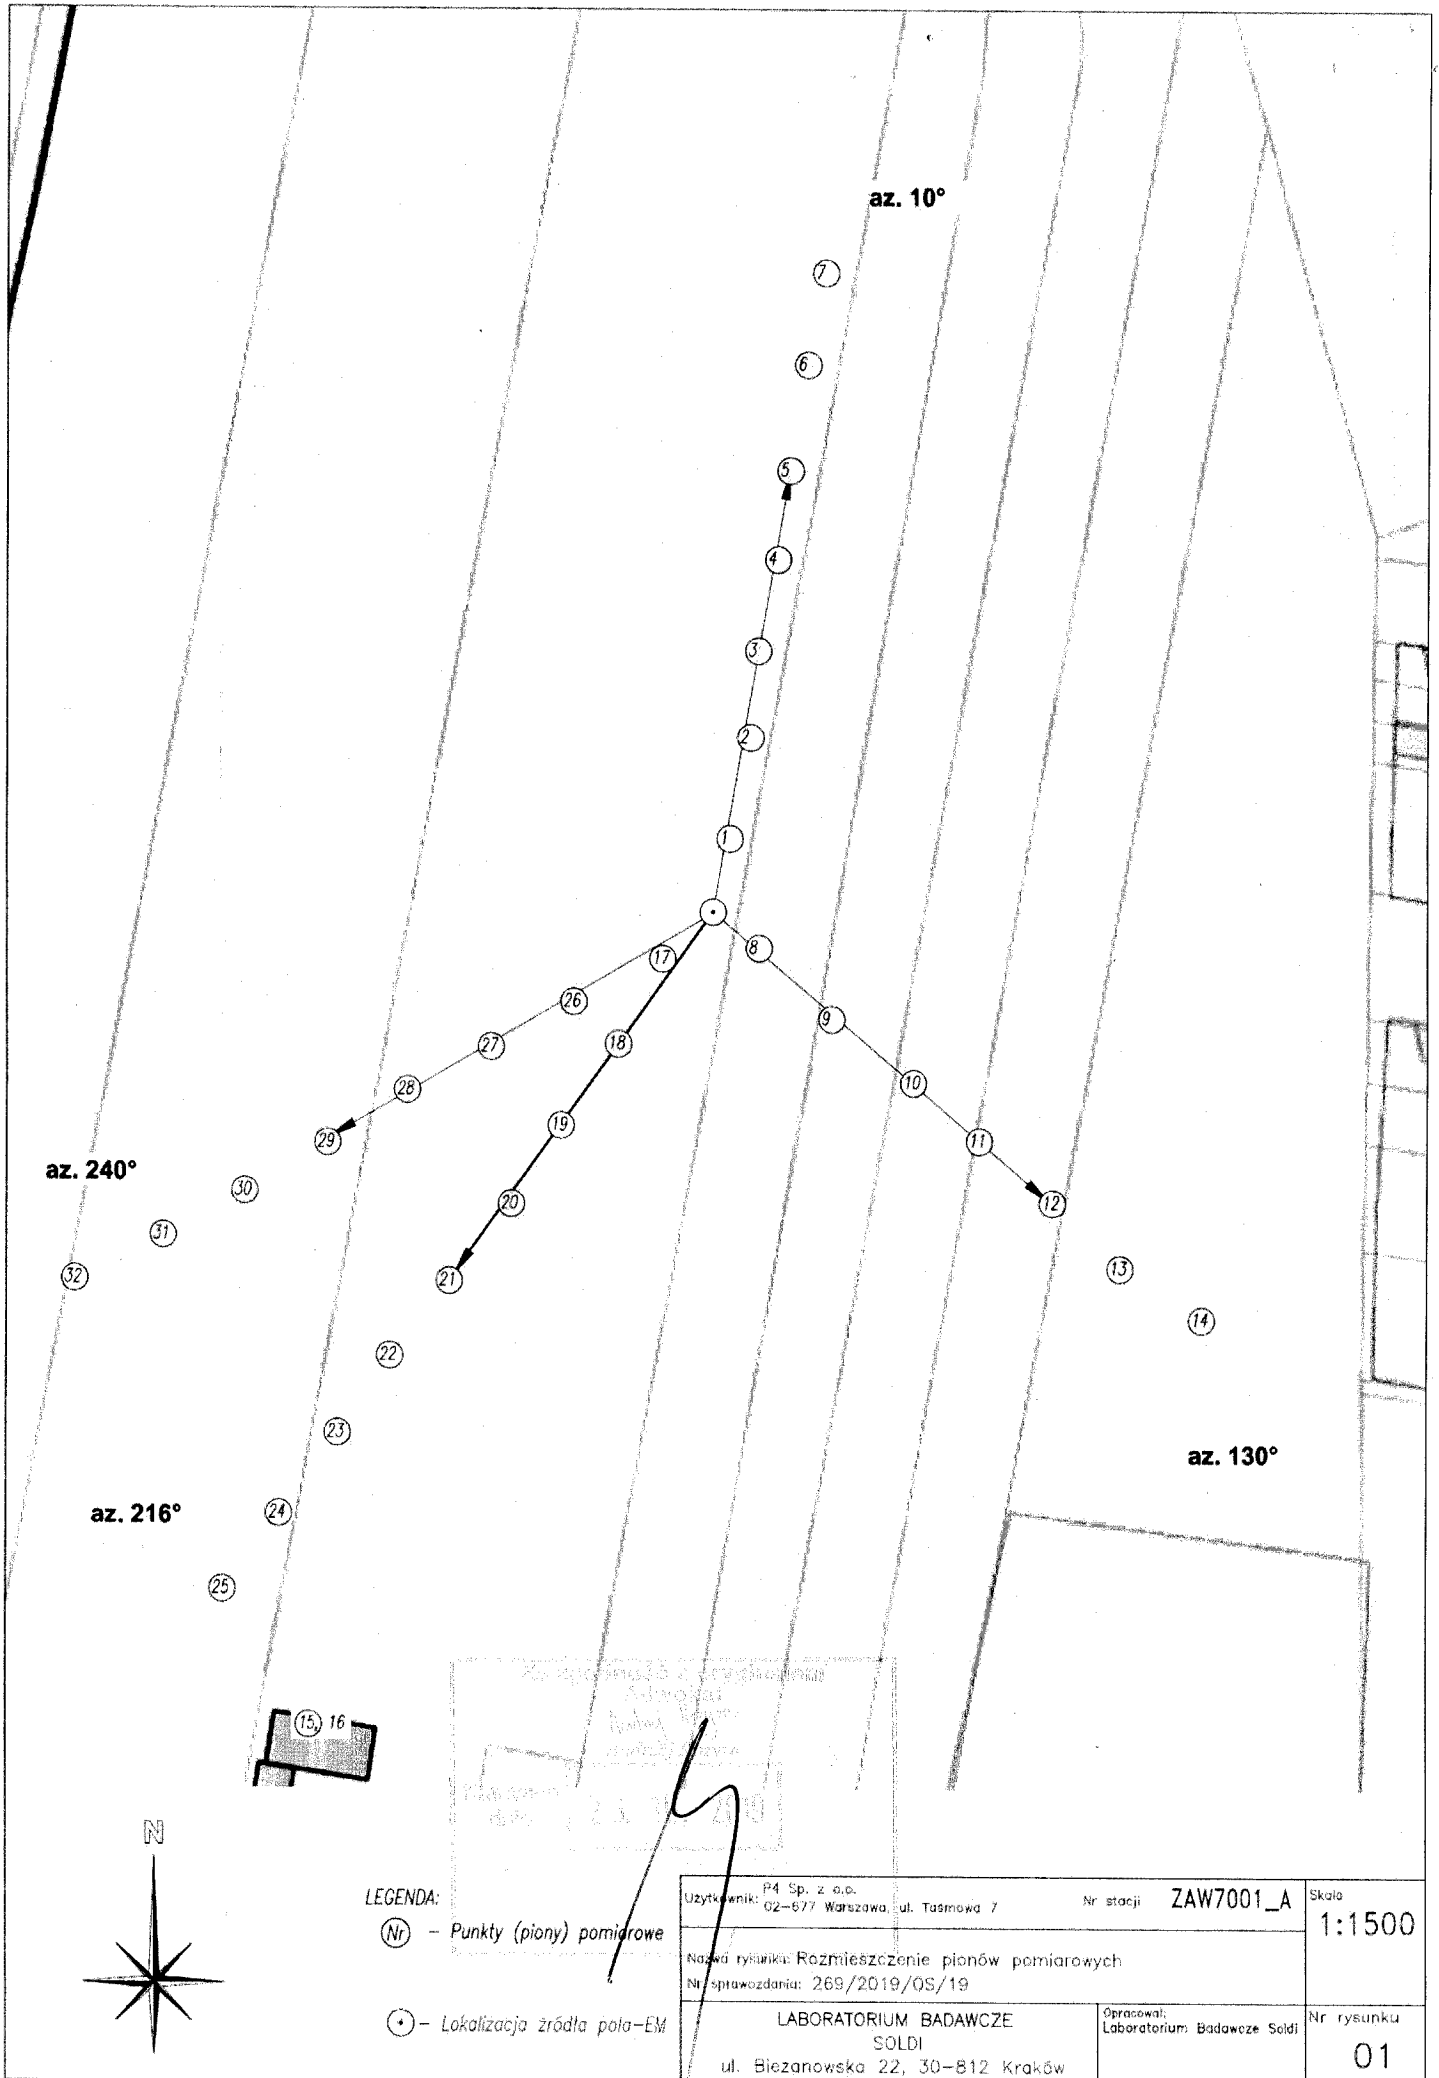 az. 10°
7
6
5
4
3
2
1
8
17
26
9
18
27
10
28
19
11
29
az. 240°
30
20
12
31
32
21
13
14
22
23
az. 130°
az. 216°
24
25
15, 16
Za zgodność z oryginałem
Adwokat
N
LEGENDA:
Nr – Punkty (piony) pomiarowe
– Lokalizacja źródła pola-EM
Użytkownik: P4 Sp. z o.o.
02-677 Warszawa, ul. Taśmowa 7
Nr stacji ZAW7001_A
Skala
1:1500
Nazwa rysunku: Rozmieszczenie pionów pomiarowych
Nr sprawozdania: 269/2019/OS/19
LABORATORIUM BADAWCZE
SOLDI
ul. Bieżanowska 22, 30-812 Kraków
Opracował:
Laboratorium Badawcze Soldi
Nr rysunku
01